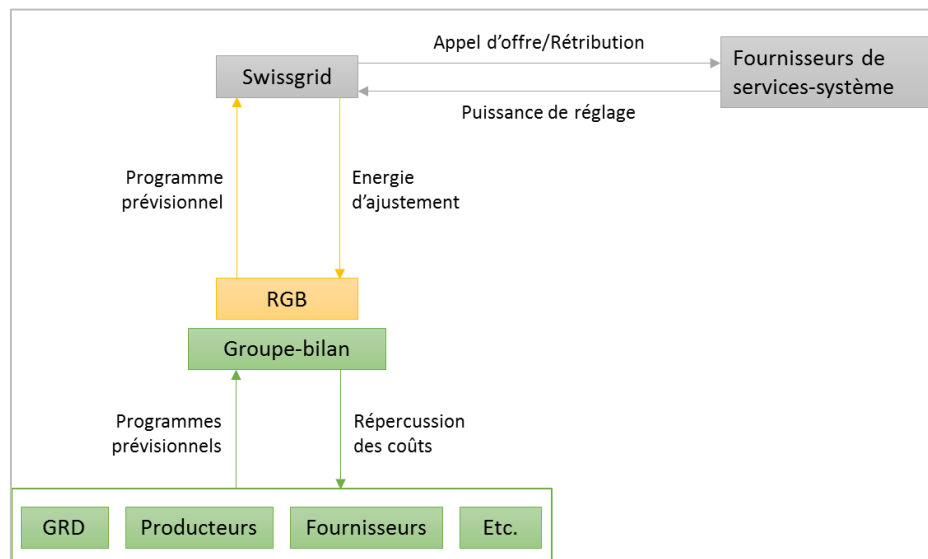 Appel d’offre/Rétribution
Swissgrid
Fournisseurs de
services-système
Puissance de réglage
Programme
prévisionnel
Energie
d’ajustement
RGB
Groupe-bilan
Programmes
prévisionnels
Répercussion
des coûts
GRD
Producteurs
Fournisseurs
Etc.